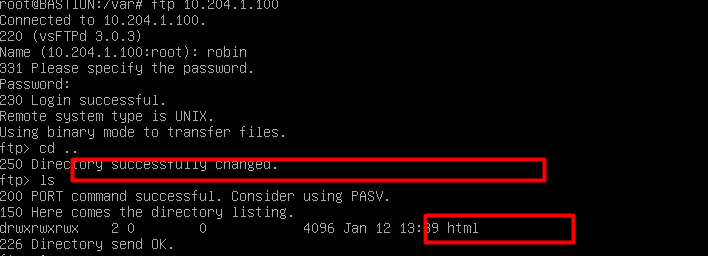 root@BASTION:/var# ftp 10.204.1.100
Connected to 10.204.1.100.
220 (vsFTPd 3.0.3)
Name (10.204.1.100:root): robin
331 Please specify the password.
Password:
230 Login successful.
Remote system type is UNIX.
Using binary mode to transfer files.
ftp> cd ..
250 Directory successfully changed.
ftp> ls
200 PORT command successful. Consider using PASV.
150 Here comes the directory listing.
drwxrwxrwx    2 0        0            4096 Jan 12 13:39 html
226 Directory send OK.